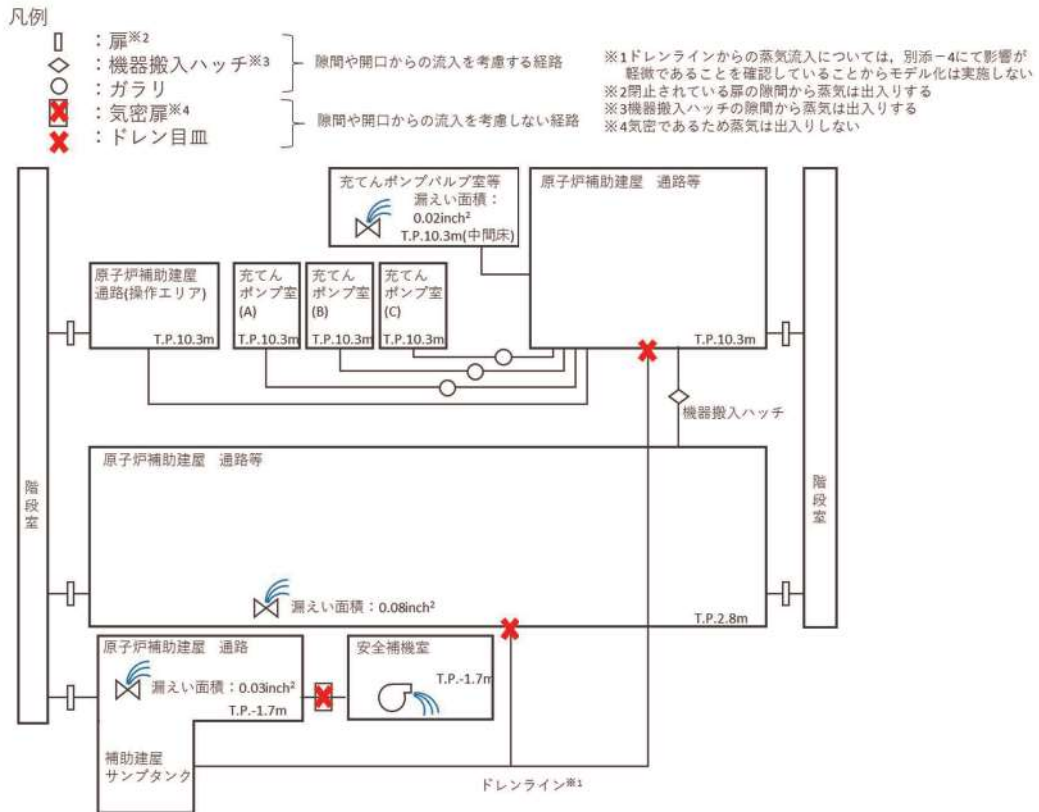 凡例
：扉※2
：機器搬入ハッチ※3
：ガラリ
隙間や開口からの流入を考慮する経路
：気密扉※4
：ドレン目皿
隙間や開口からの流入を考慮しない経路
※1ドレンラインからの蒸気流入については，別添－4にて影響が
軽微であることを確認していることからモデル化は実施しない
※2閉止されている扉の隙間から蒸気は出入りする
※3機器搬入ハッチの隙間から蒸気は出入りする
※4気密であるため蒸気は出入りしない
充てんポンプバルブ室等
漏えい面積：
0.02inch²
T.P.10.3m(中間床)
原子炉補助建屋　通路等
T.P.10.3m
原子炉補助建屋
通路(操作エリア)
T.P.10.3m
充てん
ポンプ室
(A)
T.P.10.3m
充てん
ポンプ室
(B)
T.P.10.3m
充てん
ポンプ室
(C)
T.P.10.3m
機器搬入ハッチ
階段室
原子炉補助建屋　通路等
漏えい面積：0.08inch²
T.P.2.8m
階段室
原子炉補助建屋　通路
漏えい面積：0.03inch²
T.P.-1.7m
安全補機室
T.P.-1.7m
補助建屋
サンプタンク
ドレンライン※1